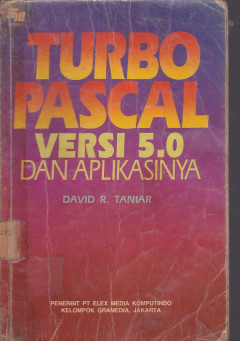 TURBO
PASCAL
VERSI 5.0
DAN APLIKASINYA
DAVID R. TANIAR
PENERBIT PT ELEX MEDIA KOMPUTINDO
KELOMPOK GRAMEDIA, JAKARTA